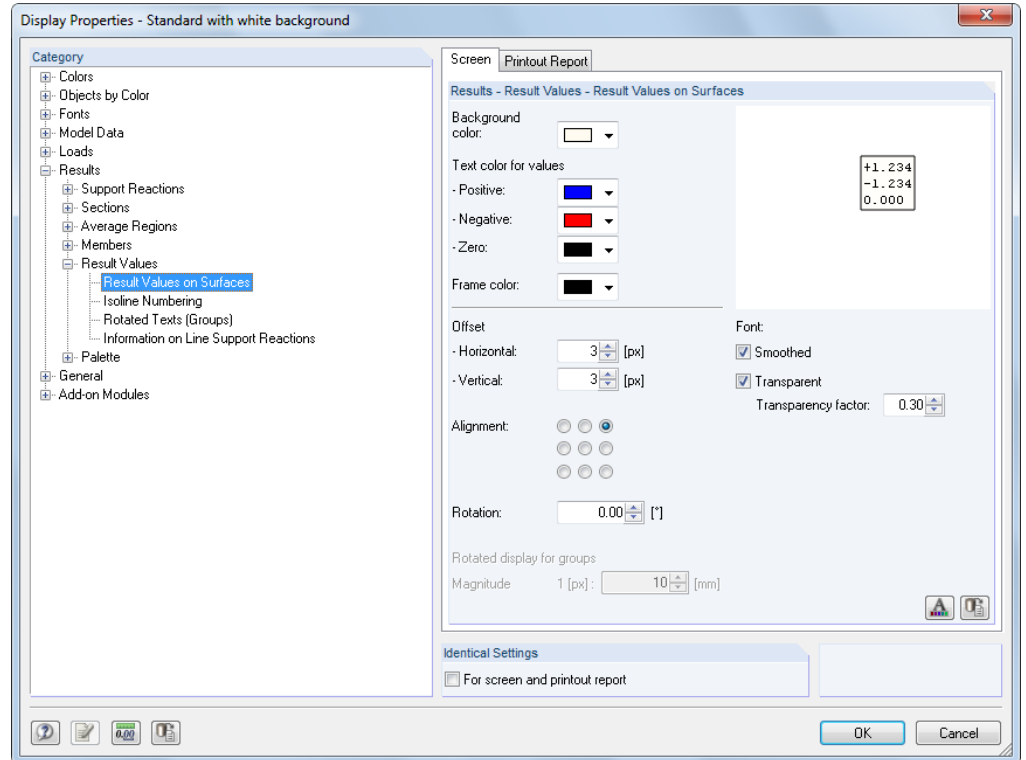 Display Properties - Standard with white background
x
Category
Colors
Objects by Color
Fonts
Model Data
Loads
Results
Support Reactions
Sections
Average Regions
Members
Result Values
Result Values on Surfaces
Isoline Numbering
Rotated Texts (Groups)
Information on Line Support Reactions
Palette
General
Add-on Modules
Screen
Printout Report
Results - Result Values - Result Values on Surfaces
Background
color:
Text color for values
- Positive:
- Negative:
- Zero:
Frame color:
+1.234
-1.234
0.000
Offset
- Horizontal: 3 [px]
- Vertical: 3 [px]
Font:
Smoothed
Transparent
Transparency factor: 0.30
Alignment:
Rotation: 0.00 [°]
Rotated display for groups
Magnitude 1 [px] : 10 [mm]
A
Identical Settings
For screen and printout report
? 0.00
OK
Cancel